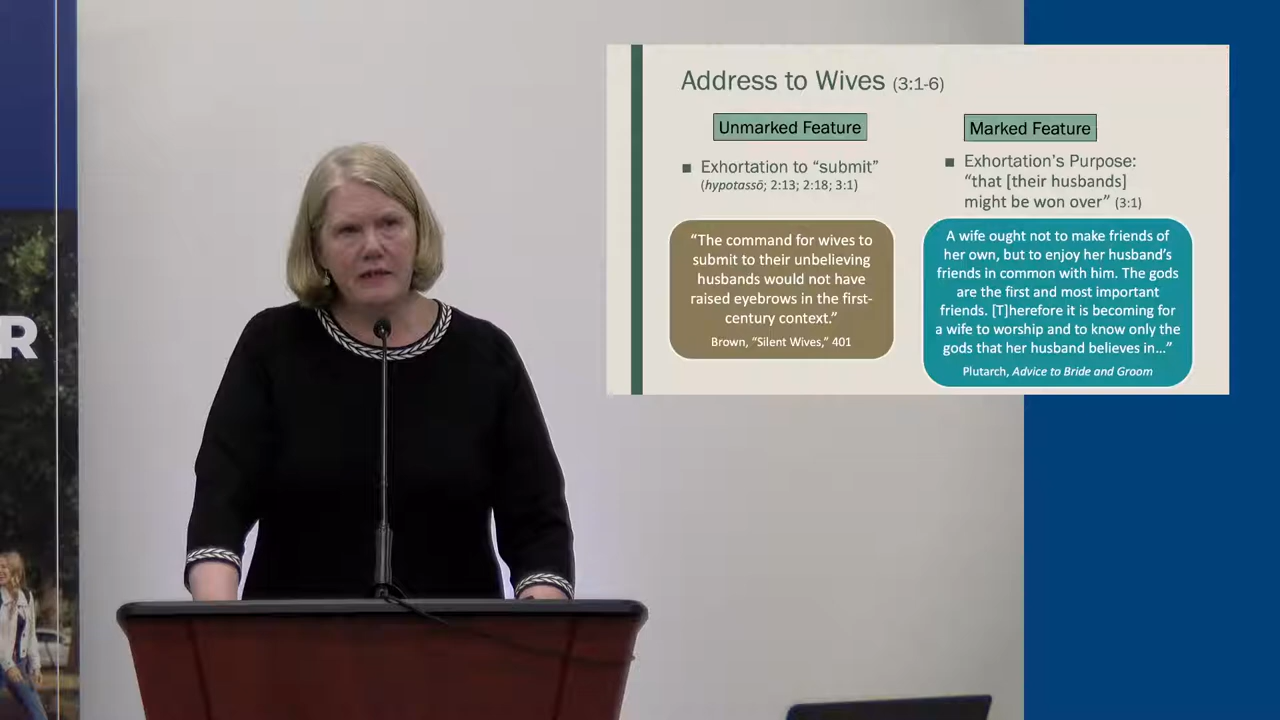 R
Address to Wives (3:1-6)
Unmarked Feature
■ Exhortation to “submit”
(hypotassō; 2:13; 2:18; 3:1)
“The command for wives to
submit to their unbelieving
husbands would not have
raised eyebrows in the first-
century context.”
Brown, “Silent Wives,” 401
Marked Feature
■ Exhortation’s Purpose:
“that [their husbands]
might be won over” (3:1)
A wife ought not to make friends of
her own, but to enjoy her husband’s
friends in common with him. The gods
are the first and most important
friends. [T]herefore it is becoming for
a wife to worship and to know only the
gods that her husband believes in…”
Plutarch, Advice to Bride and Groom